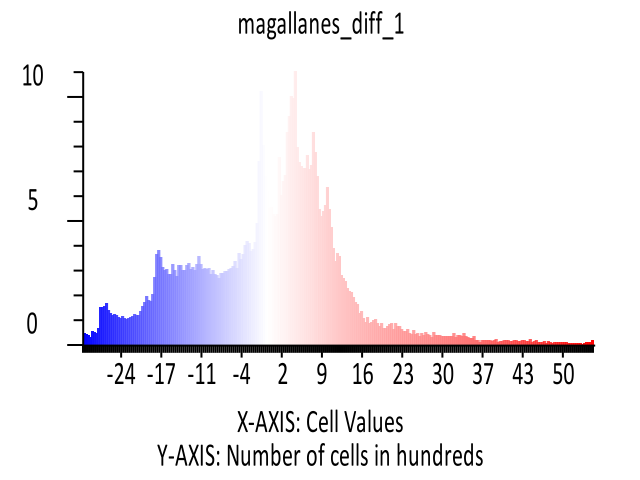 magallanes_diff_1
10
5
0
-24 -17 -11 -4 2 9 16 23 30 37 43 50
X-AXIS: Cell Values
Y-AXIS: Number of cells in hundreds